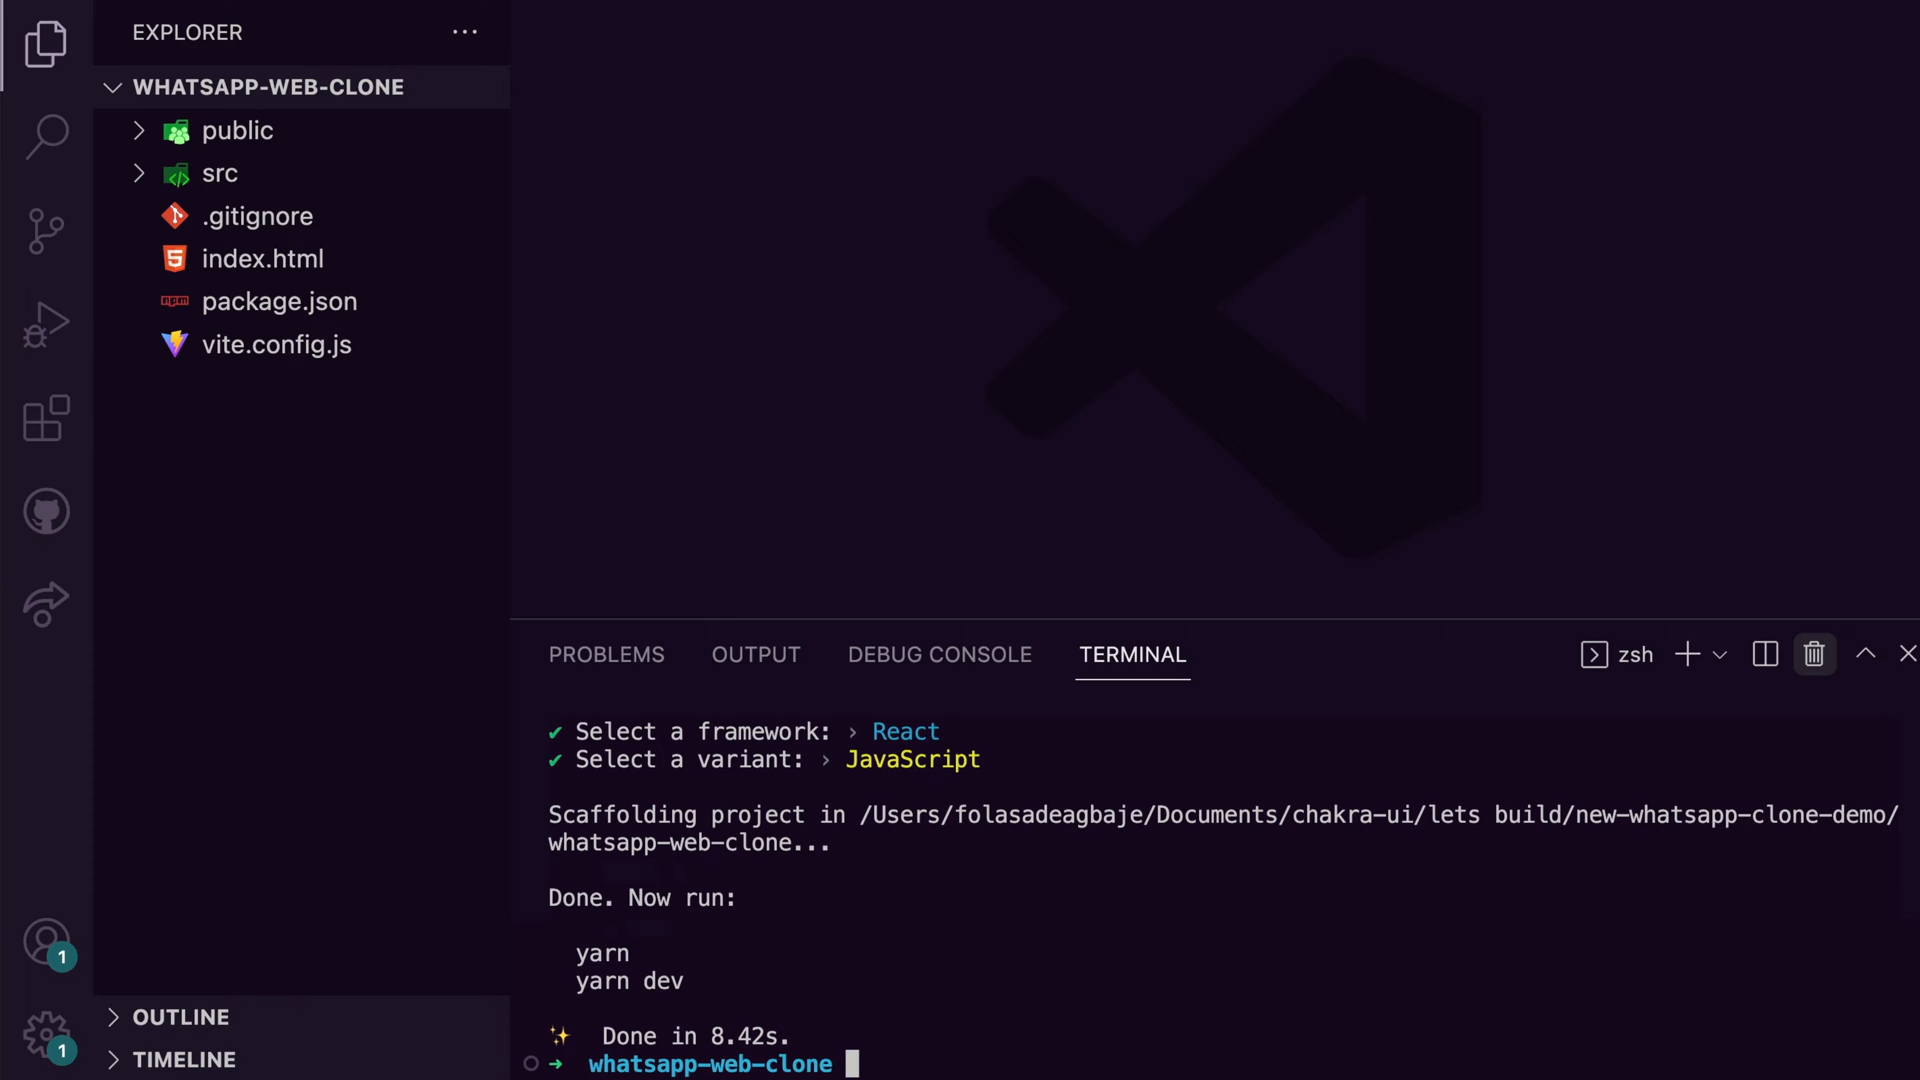 EXPLORER
WHATSAPP-WEB-CLONE
public
src
.gitignore
index.html
package.json
vite.config.js
OUTLINE
TIMELINE
1
1
PROBLEMS OUTPUT DEBUG CONSOLE TERMINAL zsh
✔ Select a framework: › React
✔ Select a variant: › JavaScript
Scaffolding project in /Users/folasadeagbaje/Documents/chakra-ui/lets build/new-whatsapp-clone-demo/
whatsapp-web-clone...
Done. Now run:
yarn
yarn dev
✨ Done in 8.42s.
➜ whatsapp-web-clone